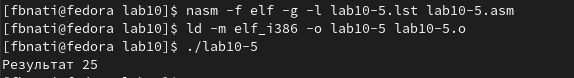 [fbnati@fedora lab10]$ nasm -f elf -g -l lab10-5.lst lab10-5.asm
[fbnati@fedora lab10]$ ld -m elf_i386 -o lab10-5 lab10-5.o
[fbnati@fedora lab10]$ ./lab10-5
Результат 25